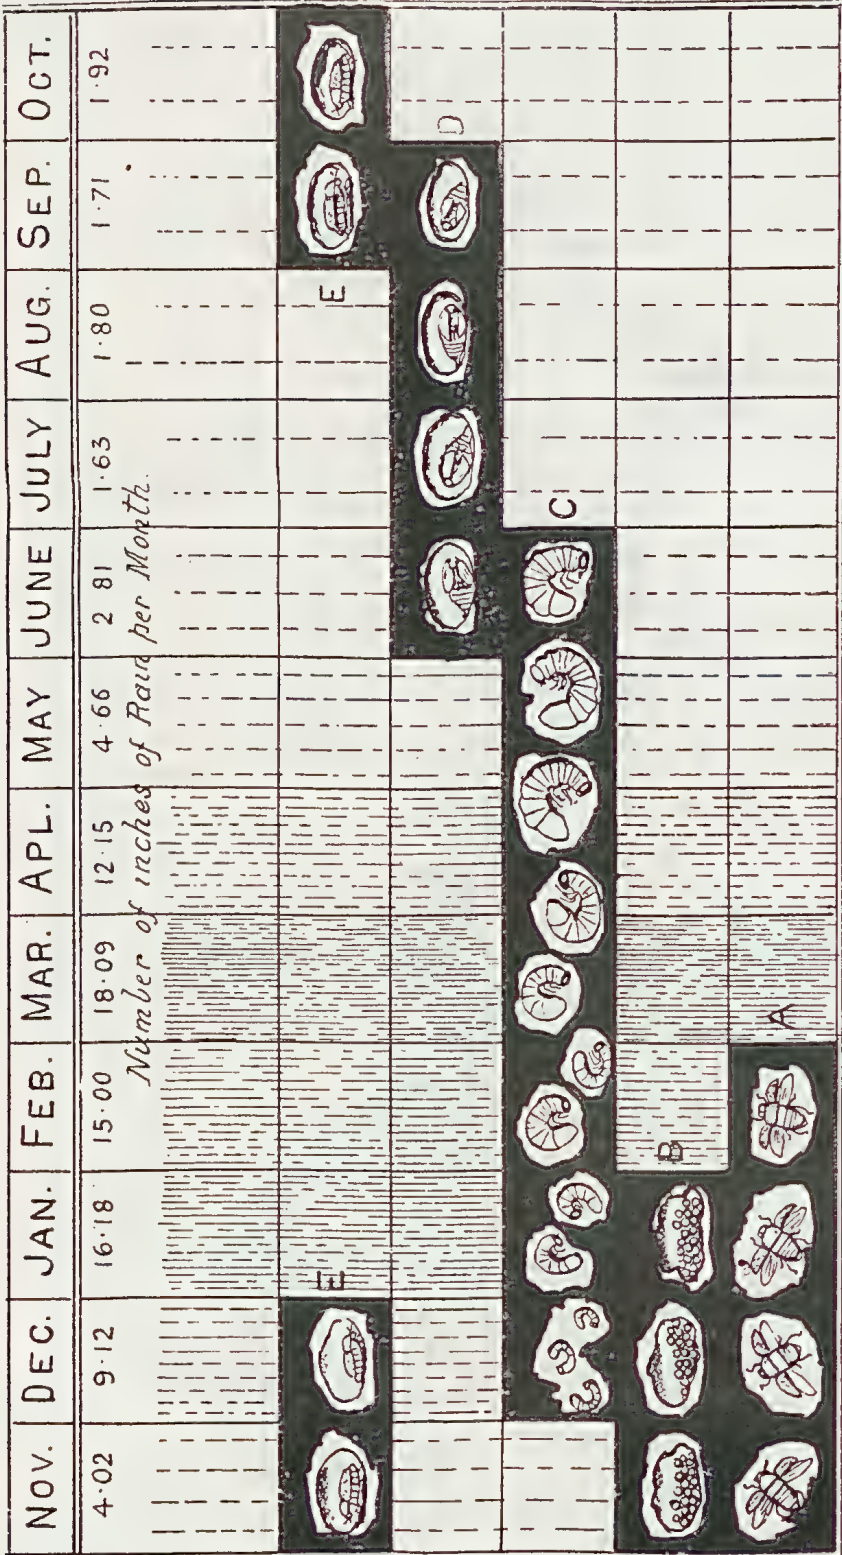 NOV. DEC. JAN. FEB. MAR. APL. MAY JUNE JULY AUG. SEP. OCT.
4·02 9·12 16·18 15·00 18·09 12·15 4·66 2 81 1·63 1·80 1·71 1·92
Number of inches of Rain per Month.
E E
D
C
B
A